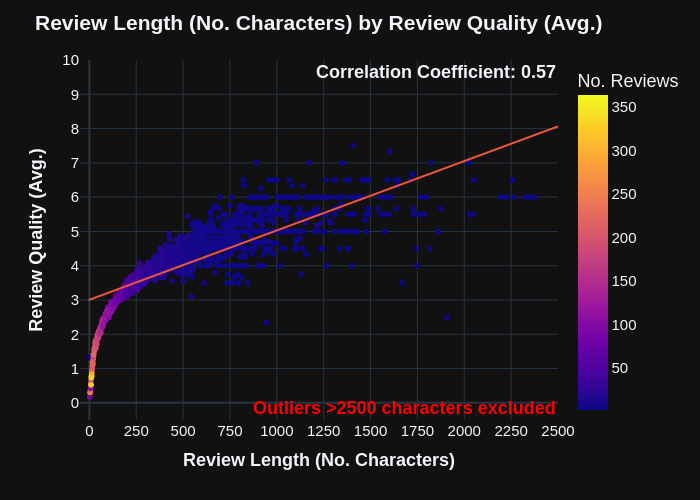 Review Length (No. Characters) by Review Quality (Avg.)
Correlation Coefficient: 0.57
No. Reviews
350
300
250
200
150
100
50
Review Quality (Avg.)
10
9
8
7
6
5
4
3
2
1
0
Outliers >2500 characters excluded
0 250 500 750 1000 1250 1500 1750 2000 2250 2500
Review Length (No. Characters)